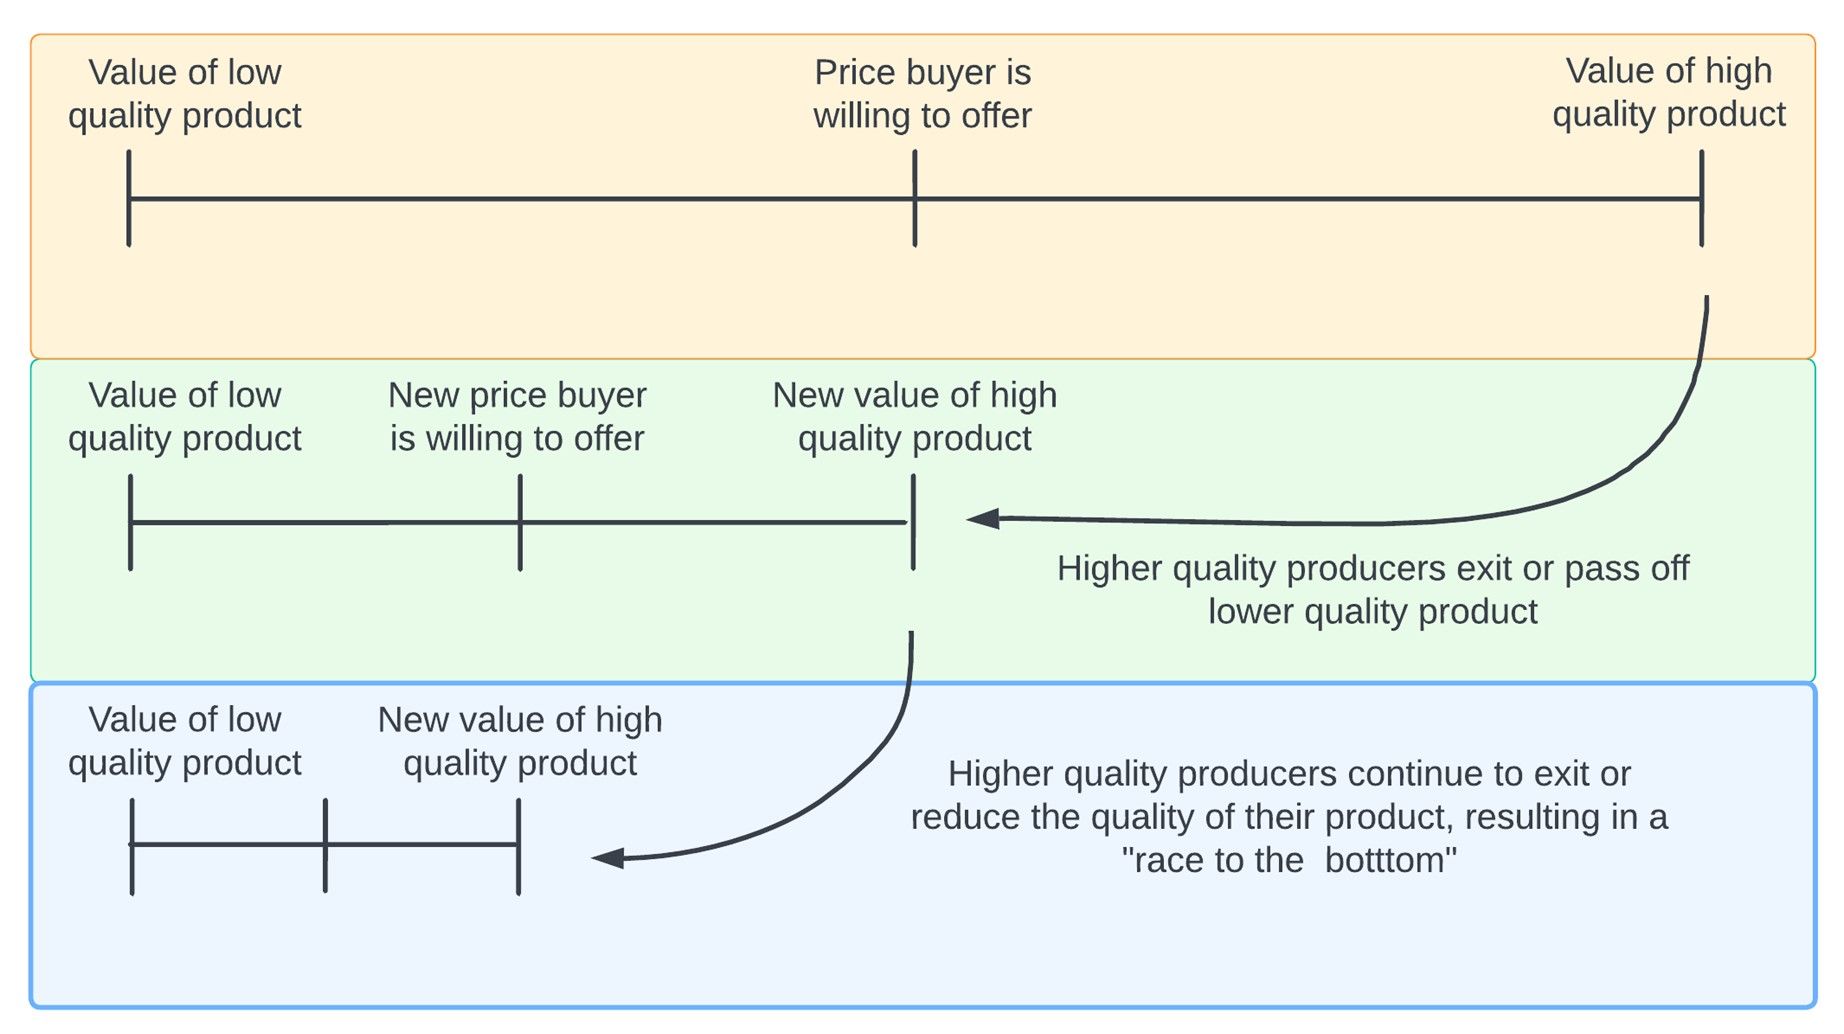 Value of low
quality product
Price buyer is
willing to offer
Value of high
quality product
Value of low
quality product
New price buyer
is willing to offer
New value of high
quality product
Higher quality producers exit or pass off
lower quality product
Value of low
quality product
New value of high
quality product
Higher quality producers continue to exit or
reduce the quality of their product, resulting in a
"race to the  botttom"